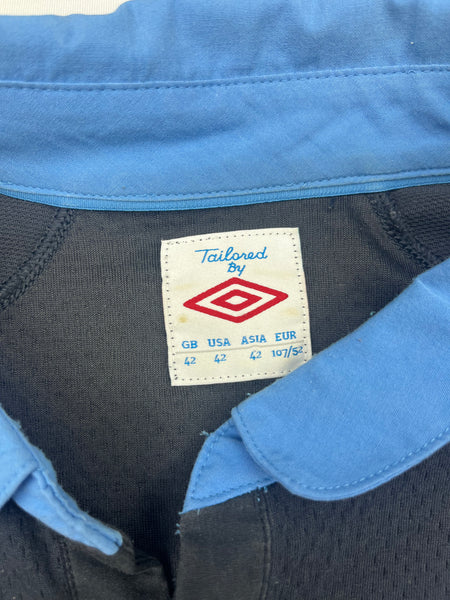 Tailored
By
GB USA ASIA EUR
42 42 42 107/52